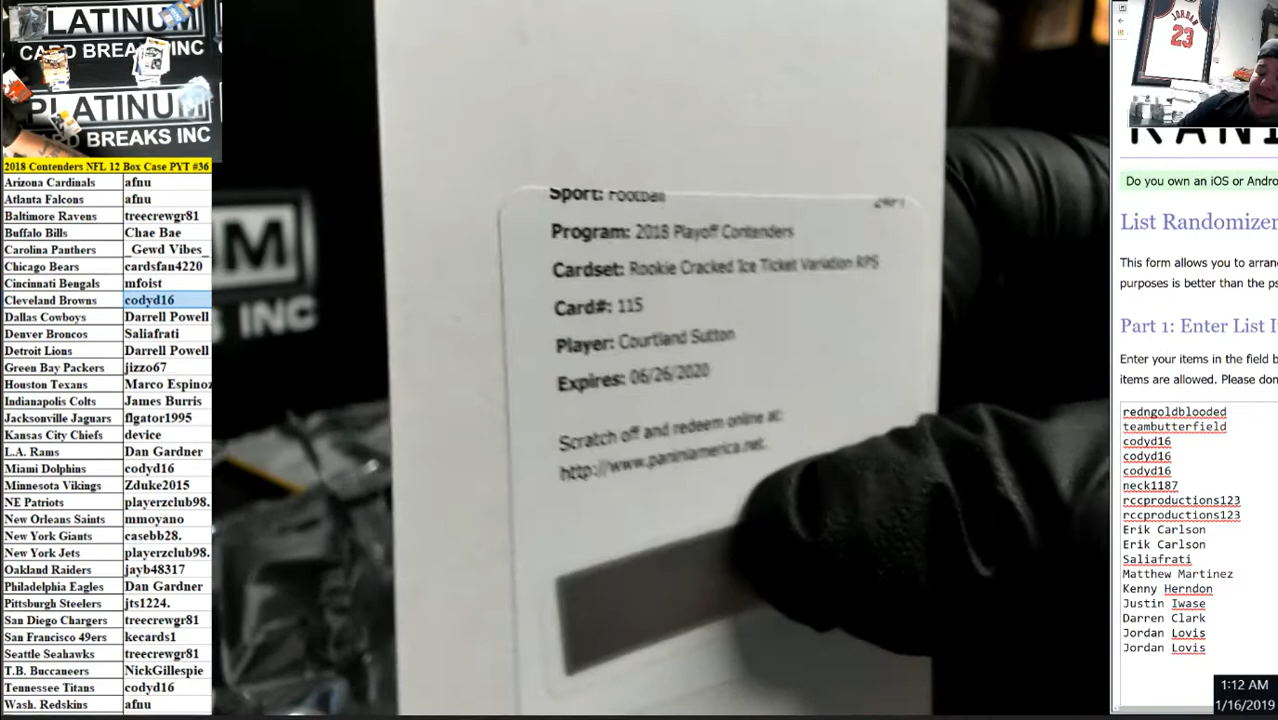 PLATINUM
CARD BREAKS INC
PLATINUM
CARD BREAKS INC
2018 Contenders NFL 12 Box Case PYT #36
Arizona Cardinals afnu
Atlanta Falcons afnu
Baltimore Ravens treecrewgr81
Buffalo Bills Chae Bae
Carolina Panthers _Gewd Vibes_
Chicago Bears cardsfan4220
Cincinnati Bengals mfoist
Cleveland Browns codyd16
Dallas Cowboys Darrell Powell
Denver Broncos Saliafrati
Detroit Lions Darrell Powell
Green Bay Packers jizzo67
Houston Texans Marco Espinoz
Indianapolis Colts James Burris
Jacksonville Jaguars flgator1995
Kansas City Chiefs device
L.A. Rams Dan Gardner
Miami Dolphins codyd16
Minnesota Vikings Zduke2015
NE Patriots playerzclub98.
New Orleans Saints mmoyano
New York Giants casebb28.
New York Jets playerzclub98.
Oakland Raiders jayb48317
Philadelphia Eagles Dan Gardner
Pittsburgh Steelers jts1224.
San Diego Chargers treecrewgr81
San Francisco 49ers kecards1
Seattle Seahawks treecrewgr81
T.B. Buccaneers NickGillespie
Tennessee Titans codyd16
Wash. Redskins afnu
UM
S INC
Sport: Football
Program: 2018 Playoff Contenders
Cardset: Rookie Cracked Ice Ticket Variation RPS
Card#: 115
Player: Courtland Sutton
Expires: 06/26/2020
Scratch off and redeem online at:
http://www.paniniamerica.net
JORDAN
23
Do you own an iOS or Andro
List Randomizer
This form allows you to arran
purposes is better than the ps
Part 1: Enter List I
Enter your items in the field b
items are allowed. Please don
redngoldblooded
teambutterfield
codyd16
codyd16
codyd16
neck1187
rccproductions123
rccproductions123
Erik Carlson
Erik Carlson
Saliafrati
Matthew Martinez
Kenny Herndon
Justin Iwase
Darren Clark
Jordan Lovis
Jordan Lovis
1:12 AM
1/16/2019